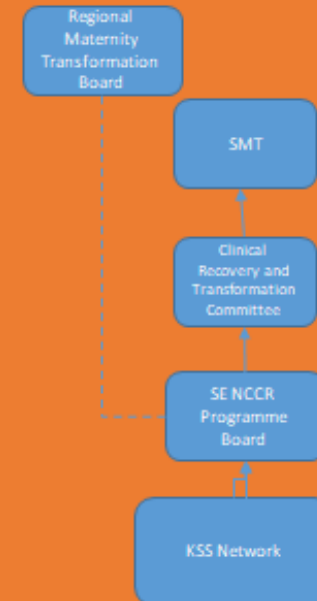 Regional
Maternity
Transformation
Board
SMT
Clinical
Recovery and
Transformation
Committee
SE NCCR
Programme
Board
KSS Network